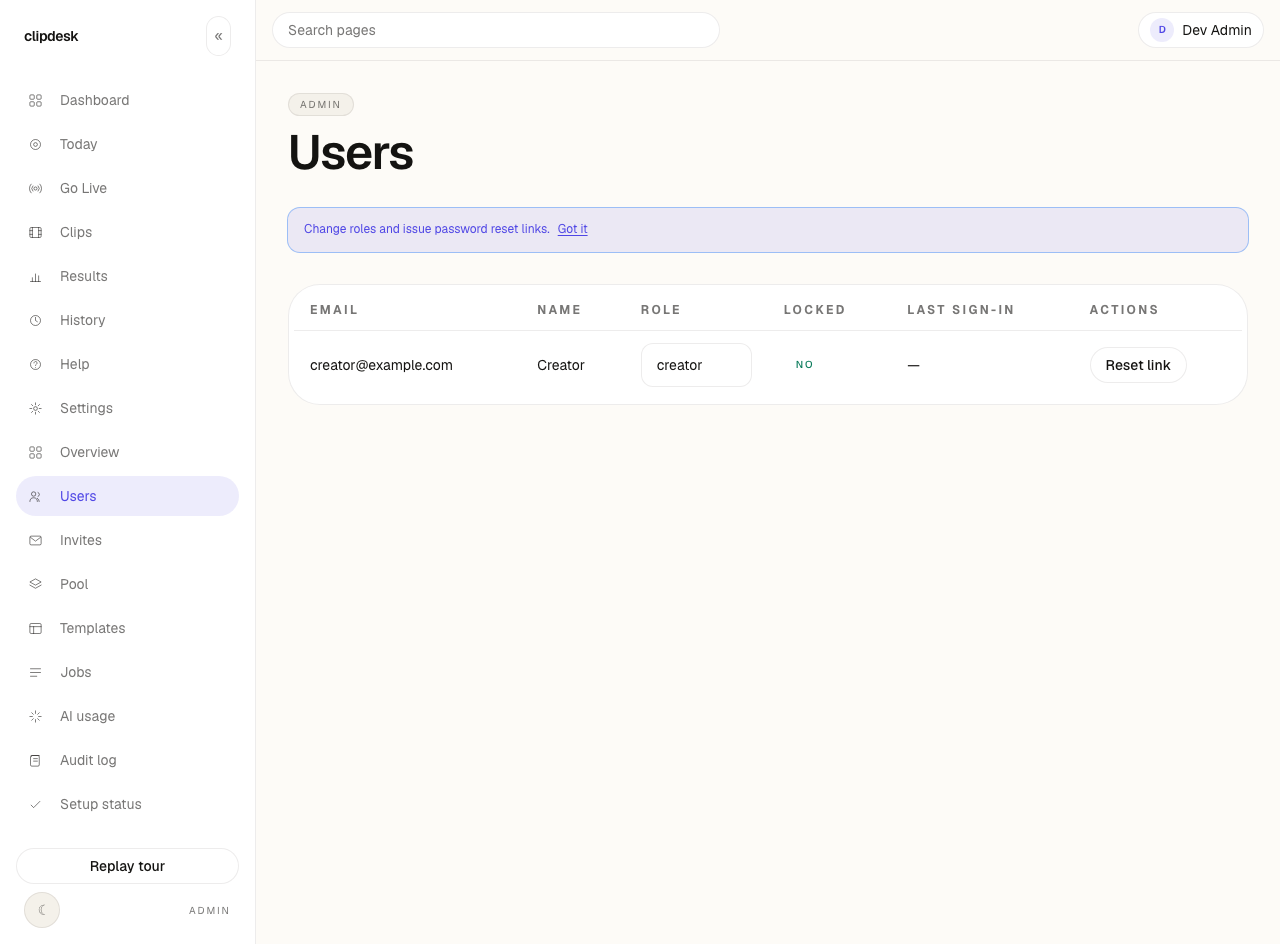 clipdesk
«
Dashboard
Today
Go Live
Clips
Results
History
Help
Settings
Overview
Users
Invites
Pool
Templates
Jobs
AI usage
Audit log
Setup status
Replay tour
ADMIN
Search pages
D Dev Admin
ADMIN
Users
Change roles and issue password reset links. Got it
EMAIL NAME ROLE LOCKED LAST SIGN-IN ACTIONS
creator@example.com Creator creator NO — Reset link